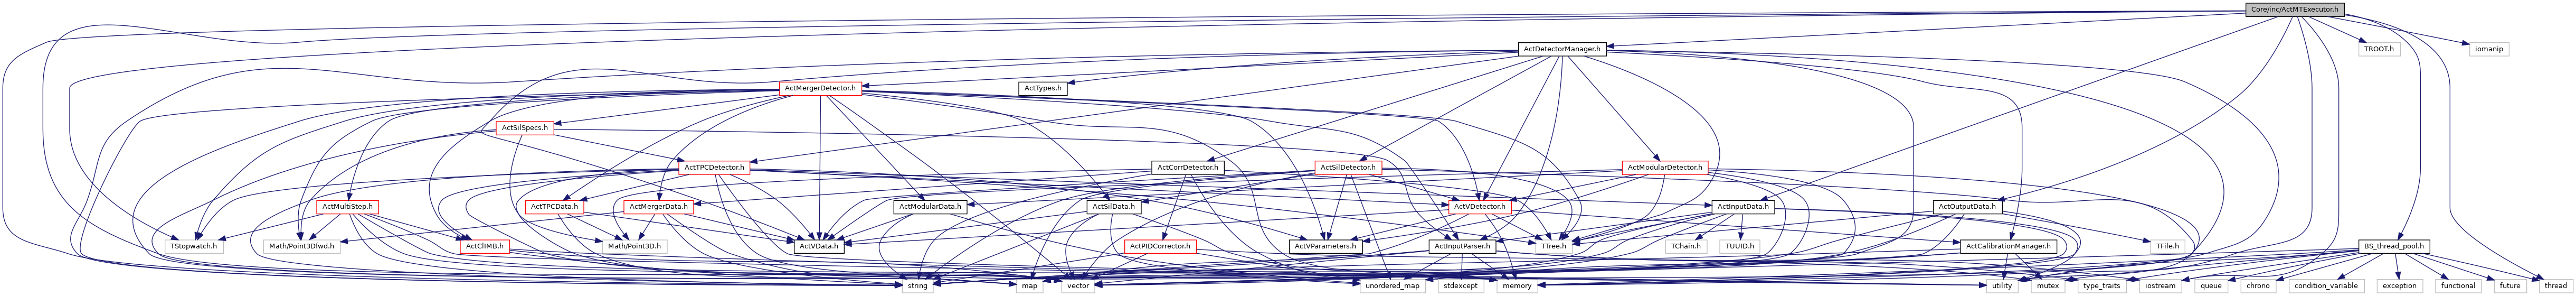 Core/inc/ActMTExecutor.h
ActDetectorManager.h
TROOT.h
iomanip
ActMergerDetector.h
ActTypes.h
ActSilSpecs.h
ActTPCDetector.h
ActCorrDetector.h
ActSilDetector.h
ActModularDetector.h
ActMultiStep.h
ActTPCData.h
ActMergerData.h
ActModularData.h
ActSilData.h
ActVDetector.h
ActInputData.h
ActOutputData.h
TStopwatch.h
Math/Point3Dfwd.h
ActCliMB.h
Math/Point3D.h
ActVData.h
ActPIDCorrector.h
ActVParameters.h
ActInputParser.h
TTree.h
TChain.h
TUUID.h
ActCalibrationManager.h
TFile.h
BS_thread_pool.h
string
map
vector
unordered_map
stdexcept
memory
utility
mutex
type_traits
iostream
queue
chrono
condition_variable
exception
functional
future
thread